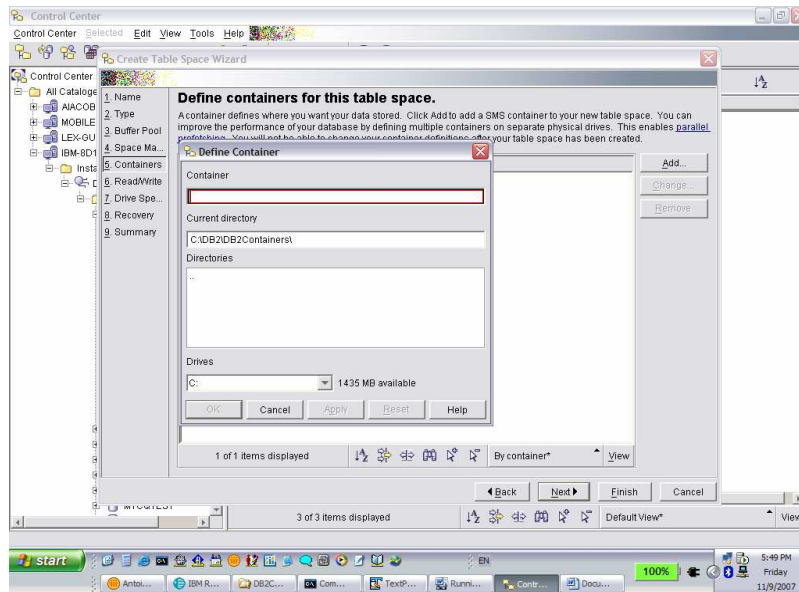 Control Center
Control Center Selected Edit View Tools Help
Create Table Space Wizard
Control Center
All Cataloge
AIACOB
MOBILE
LEX-GU
IBM-8D1
Insta
1. Name
2. Type
3. Buffer Pool
4. Space Ma...
5. Containers
6. Read/Write
7. Drive Spe...
8. Recovery
9. Summary
Define containers for this table space.
A container defines where you want your data stored. Click Add to add a SMS container to your new table space. You can
improve the performance of your database by defining multiple containers on separate physical drives. This enables parallel
prefetching. You will not be able to change your container definitions after your table space has been created.
Define Container
Container
Current directory
C:\DB2\DB2Containers\
Directories
..
Drives
C:
1435 MB available
OK Cancel Apply Reset Help
Add...
Change...
Remove
1 of 1 items displayed
By container*
View
Back Next Finish Cancel
3 of 3 items displayed
Default View*
View
start
EN
Antoi... IBM R... DB2C... Com... TextP... Runni... Contr... Docu...
100%
5:49 PM
Friday
11/9/2007